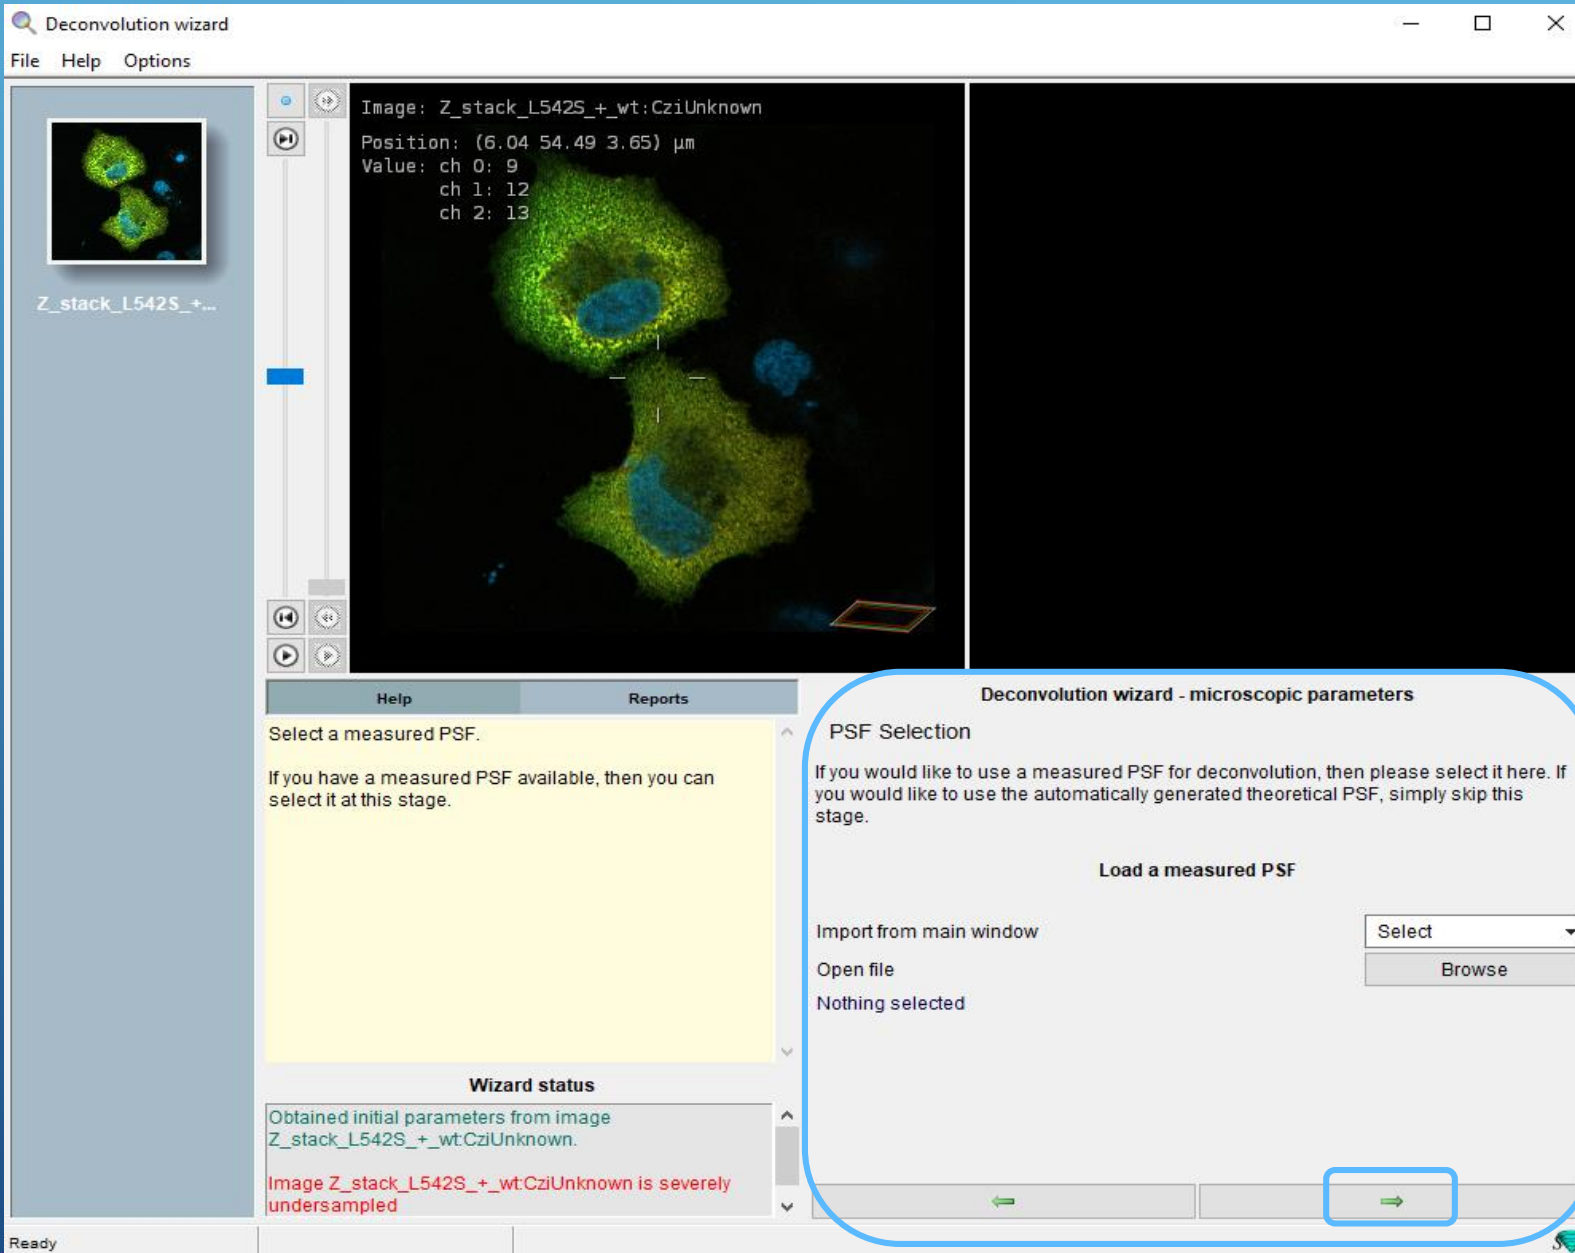 Deconvolution wizard
File Help Options
Z_stack_L542S_+...
Image: Z_stack_L542S_+_wt:CziUnknown
Position: (6.04 54.49 3.65) µm
Value: ch 0: 9
ch 1: 12
ch 2: 13
Help Reports
Select a measured PSF.
If you have a measured PSF available, then you can
select it at this stage.
Wizard status
Obtained initial parameters from image
Z_stack_L542S_+_wt:CziUnknown.
Image Z_stack_L542S_+_wt:CziUnknown is severely
undersampled
Deconvolution wizard - microscopic parameters
PSF Selection
If you would like to use a measured PSF for deconvolution, then please select it here. If
you would like to use the automatically generated theoretical PSF, simply skip this
stage.
Load a measured PSF
Import from main window Select
Open file Browse
Nothing selected
Ready